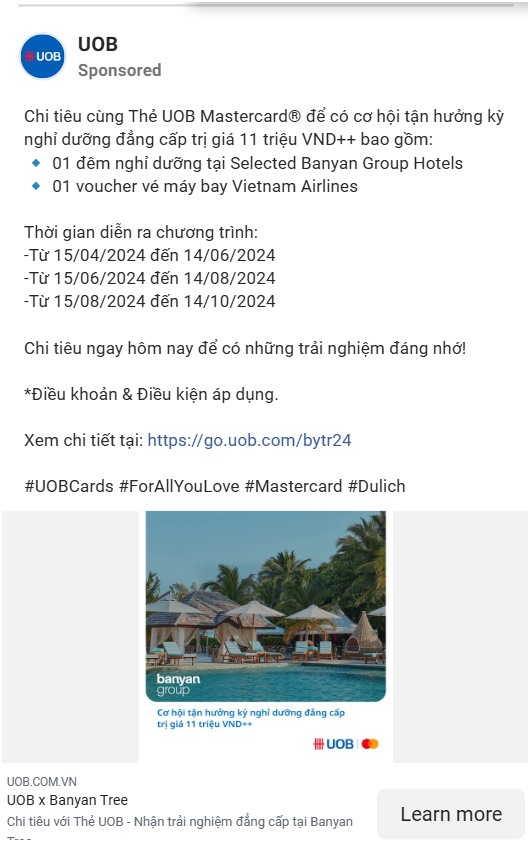 UOB
UOB
Sponsored
Chi tiêu cùng Thẻ UOB Mastercard® để có cơ hội tận hưởng kỳ
nghỉ dưỡng đẳng cấp trị giá 11 triệu VND++ bao gồm:
🔹 01 đêm nghỉ dưỡng tại Selected Banyan Group Hotels
🔹 01 voucher vé máy bay Vietnam Airlines
Thời gian diễn ra chương trình:
-Từ 15/04/2024 đến 14/06/2024
-Từ 15/06/2024 đến 14/08/2024
-Từ 15/08/2024 đến 14/10/2024
Chi tiêu ngay hôm nay để có những trải nghiệm đáng nhớ!
*Điều khoản & Điều kiện áp dụng.
Xem chi tiết tại: https://go.uob.com/bytr24
#UOBCards #ForAllYouLove #Mastercard #Dulich
banyan
group
Cơ hội tận hưởng kỳ nghỉ dưỡng đẳng cấp
trị giá 11 triệu VND++
UOB
UOB.COM.VN
UOB x Banyan Tree
Chi tiêu với Thẻ UOB - Nhận trải nghiệm đẳng cấp tại Banyan
Learn more